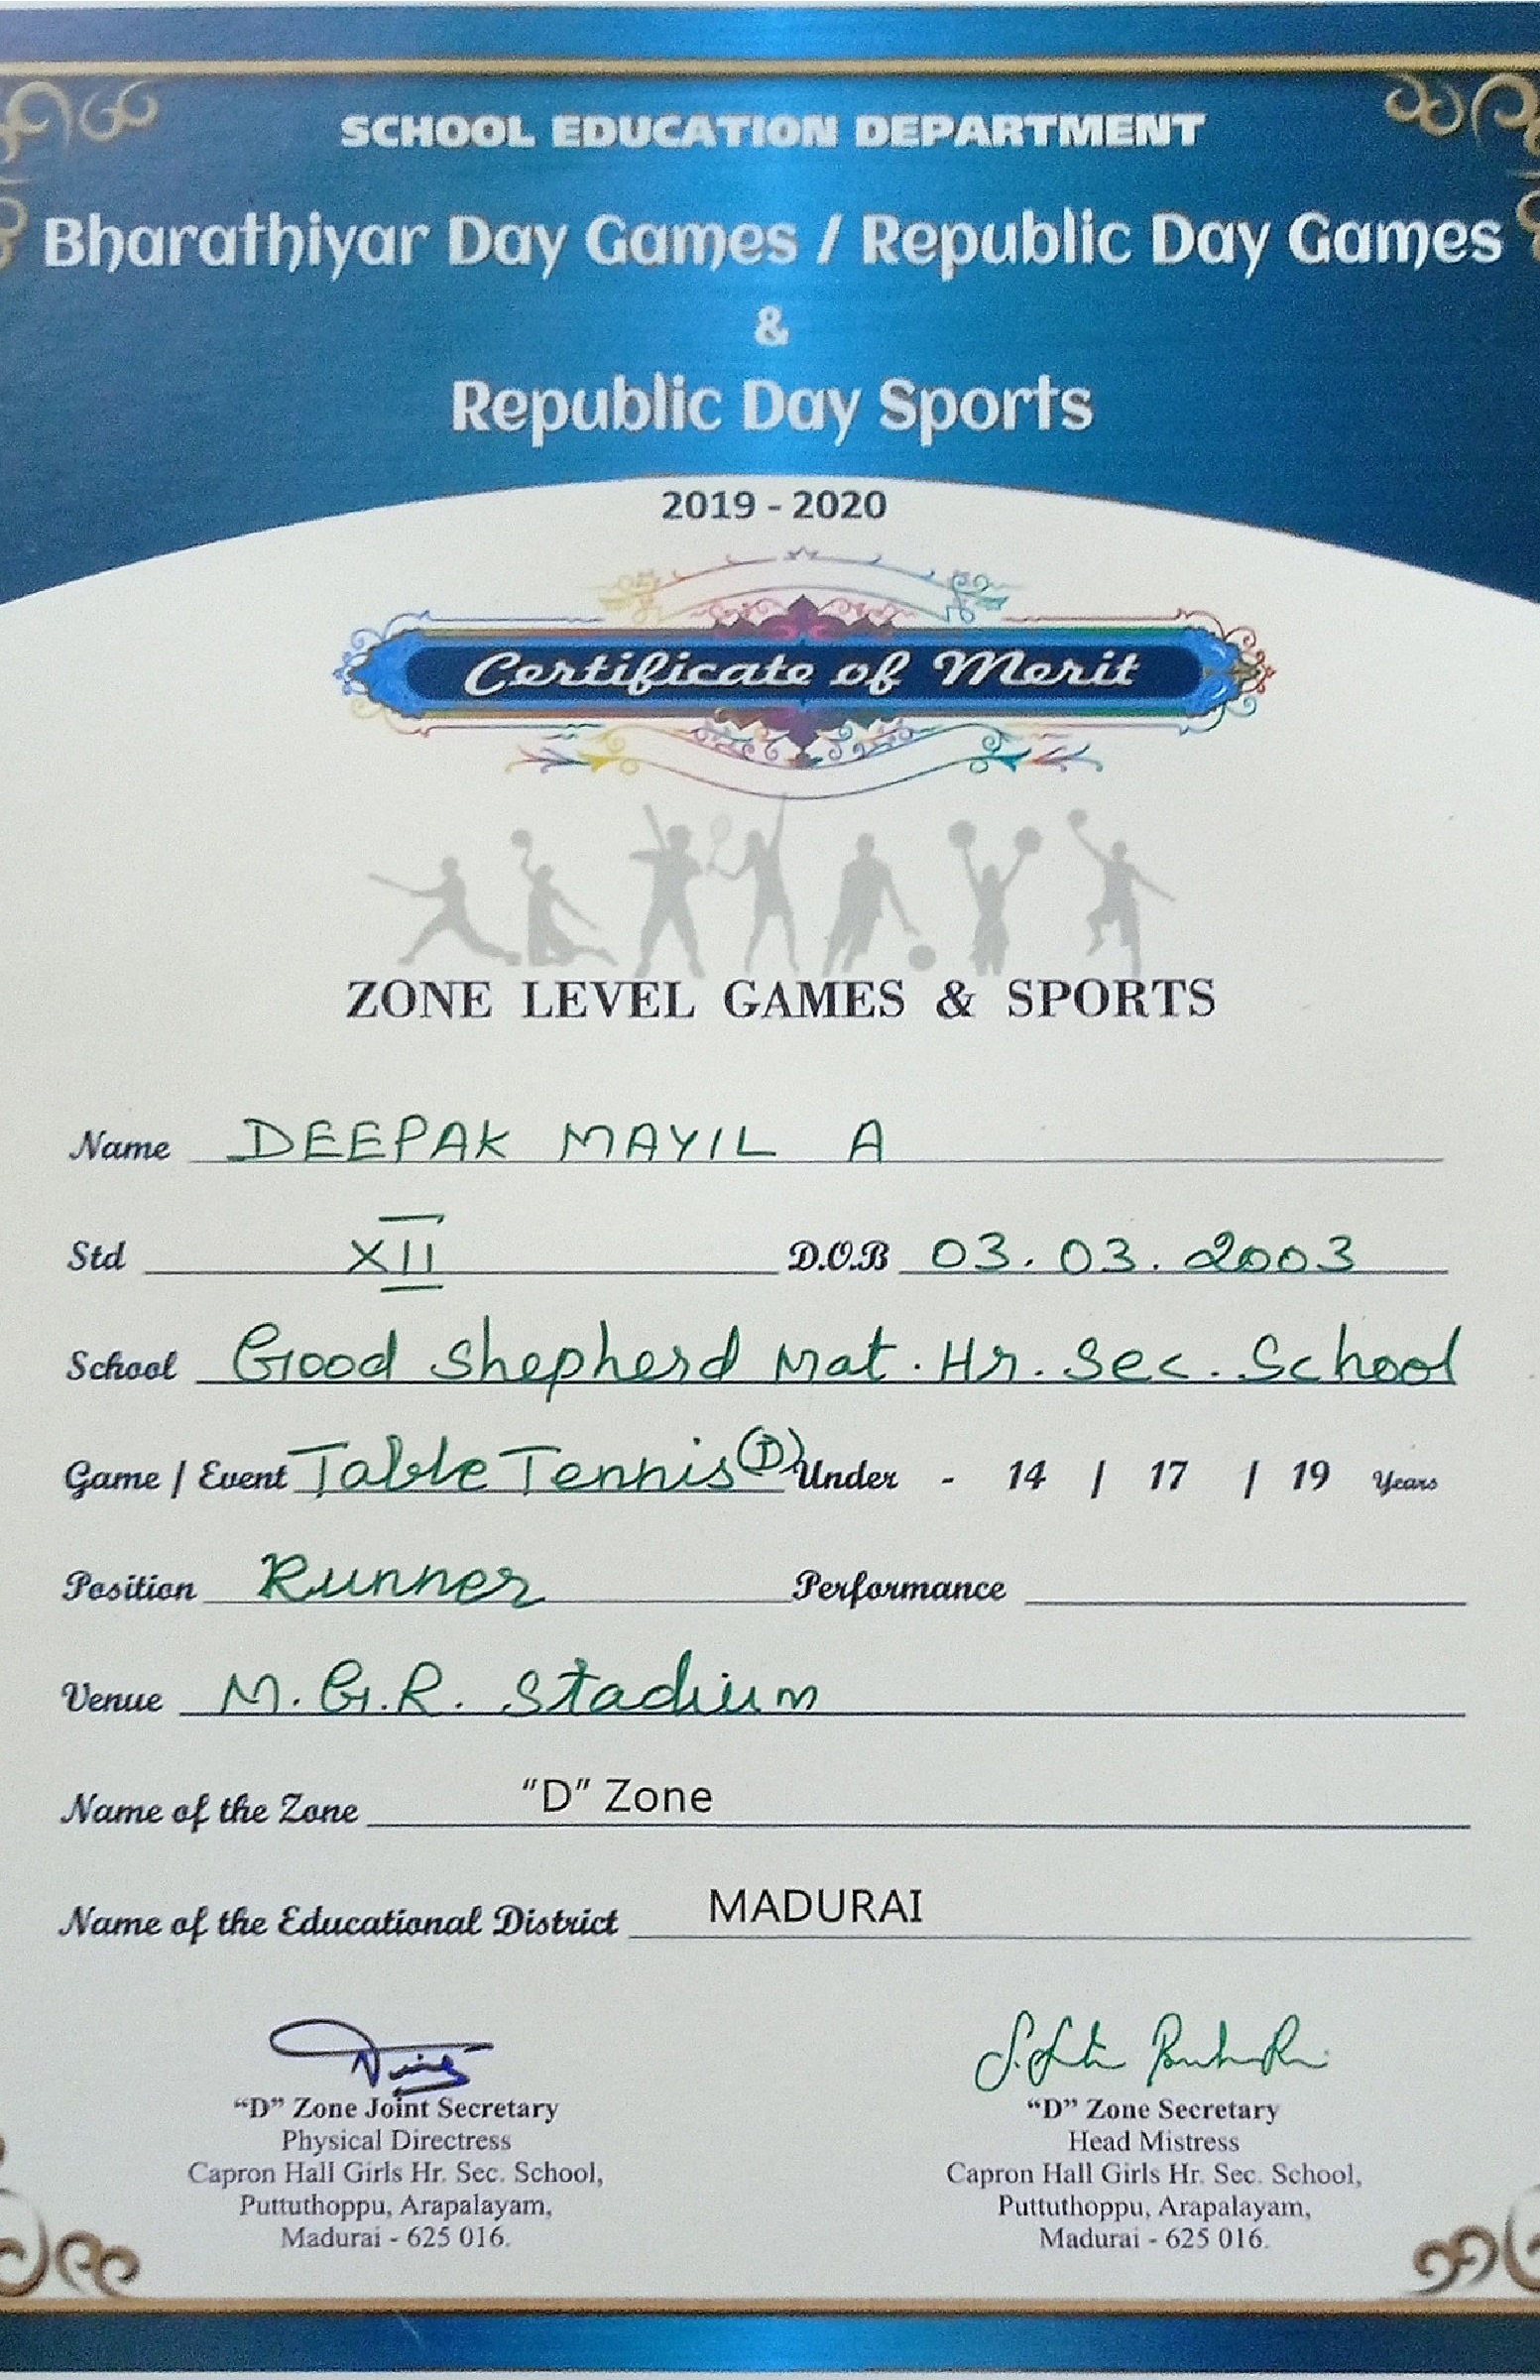 SCHOOL EDUCATION DEPARTMENT
Bharathiyar Day Games / Republic Day Games
&
Republic Day Sports
2019 - 2020
Certificate of Merit
ZONE LEVEL GAMES & SPORTS
Name DEEPAK MAYIL A
Std XII D.O.B 03.03.2003
School Good Shepherd Mat. Hr. Sec. School
Game / Event Table Tennis (D) Under - 14 / 17 / 19 Years
Position Runner Performance
Venue M.G.R. Stadium
Name of the Zone "D" Zone
Name of the Educational District MADURAI
"D" Zone Joint Secretary
Physical Directress
Capron Hall Girls Hr. Sec. School,
Puttuthoppu, Arapalayam,
Madurai - 625 016.
"D" Zone Secretary
Head Mistress
Capron Hall Girls Hr. Sec. School,
Puttuthoppu, Arapalayam,
Madurai - 625 016.